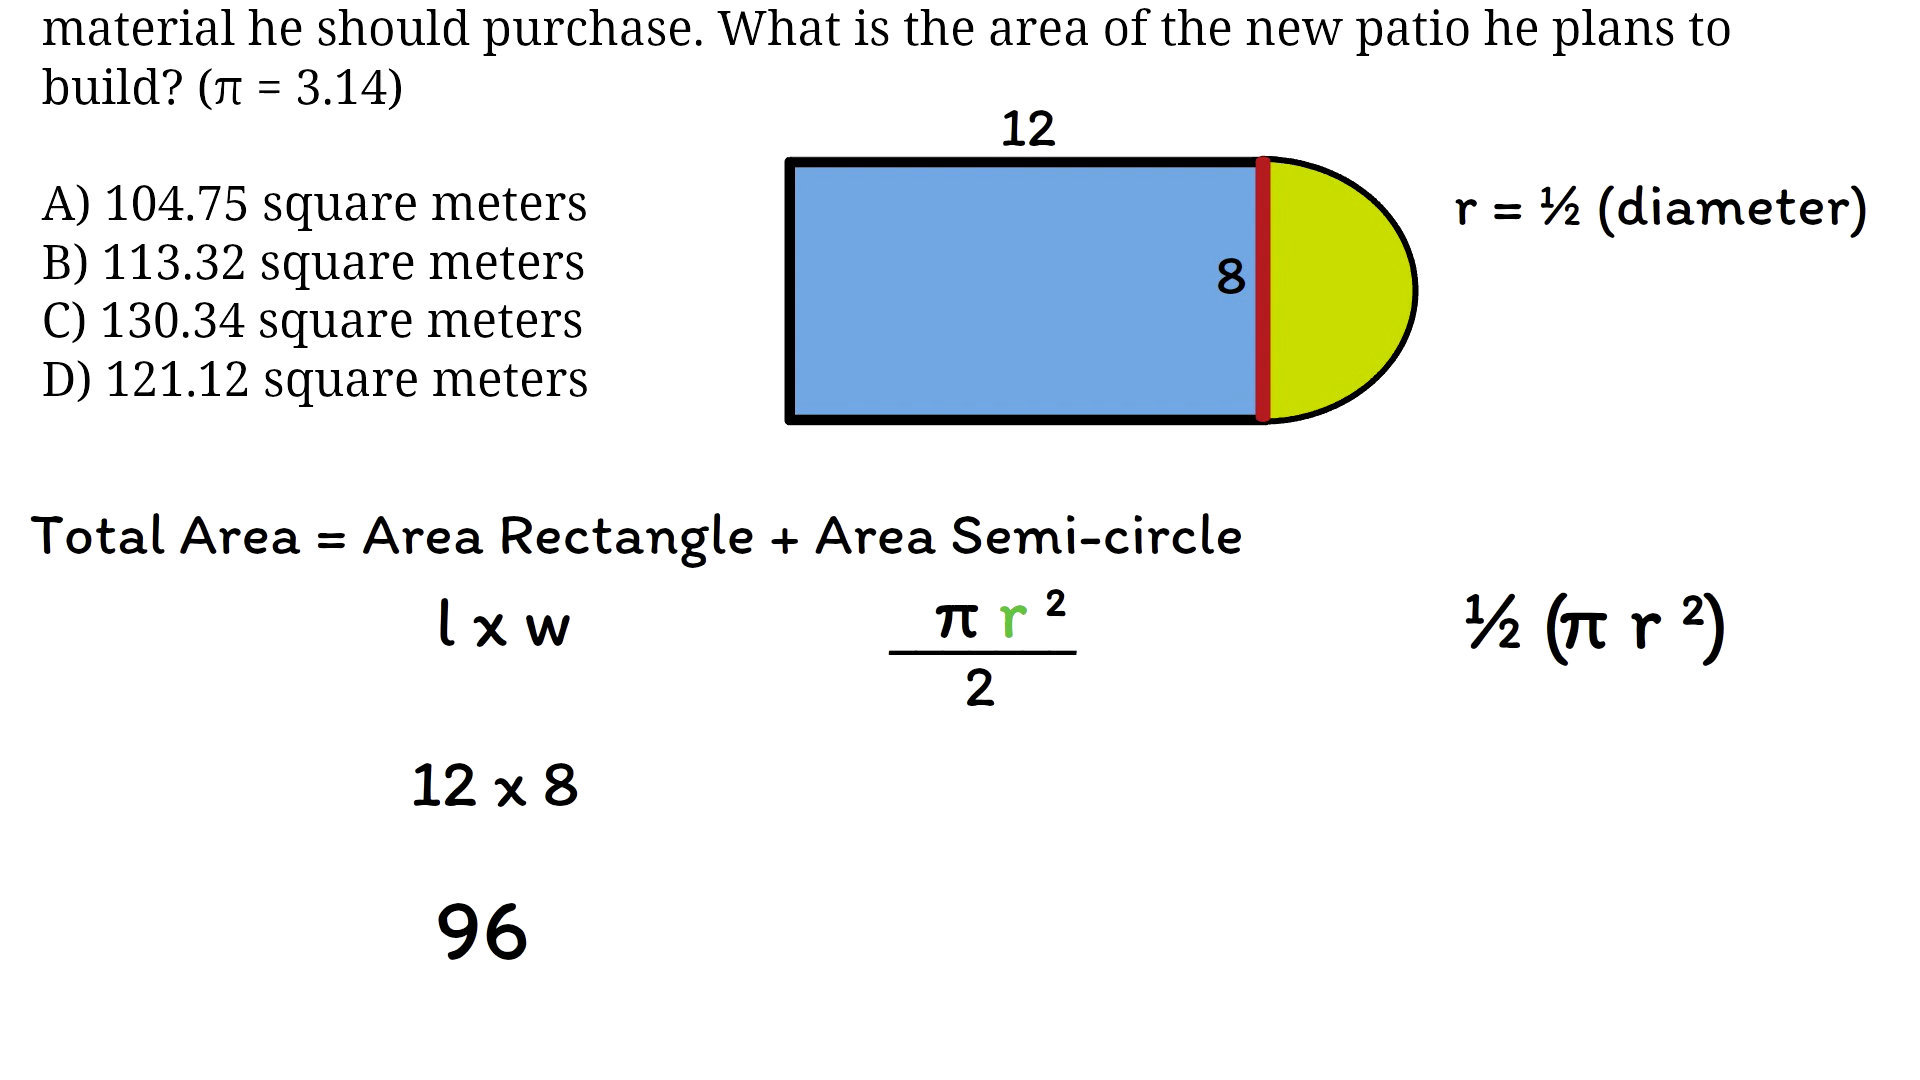 material he should purchase. What is the area of the new patio he plans to
build? (π = 3.14)
12
A) 104.75 square meters
B) 113.32 square meters
C) 130.34 square meters
D) 121.12 square meters
8
r = ½ (diameter)
Total Area = Area Rectangle + Area Semi-circle
l x w
π r ²
2
½ (π r ²)
12 x 8
96